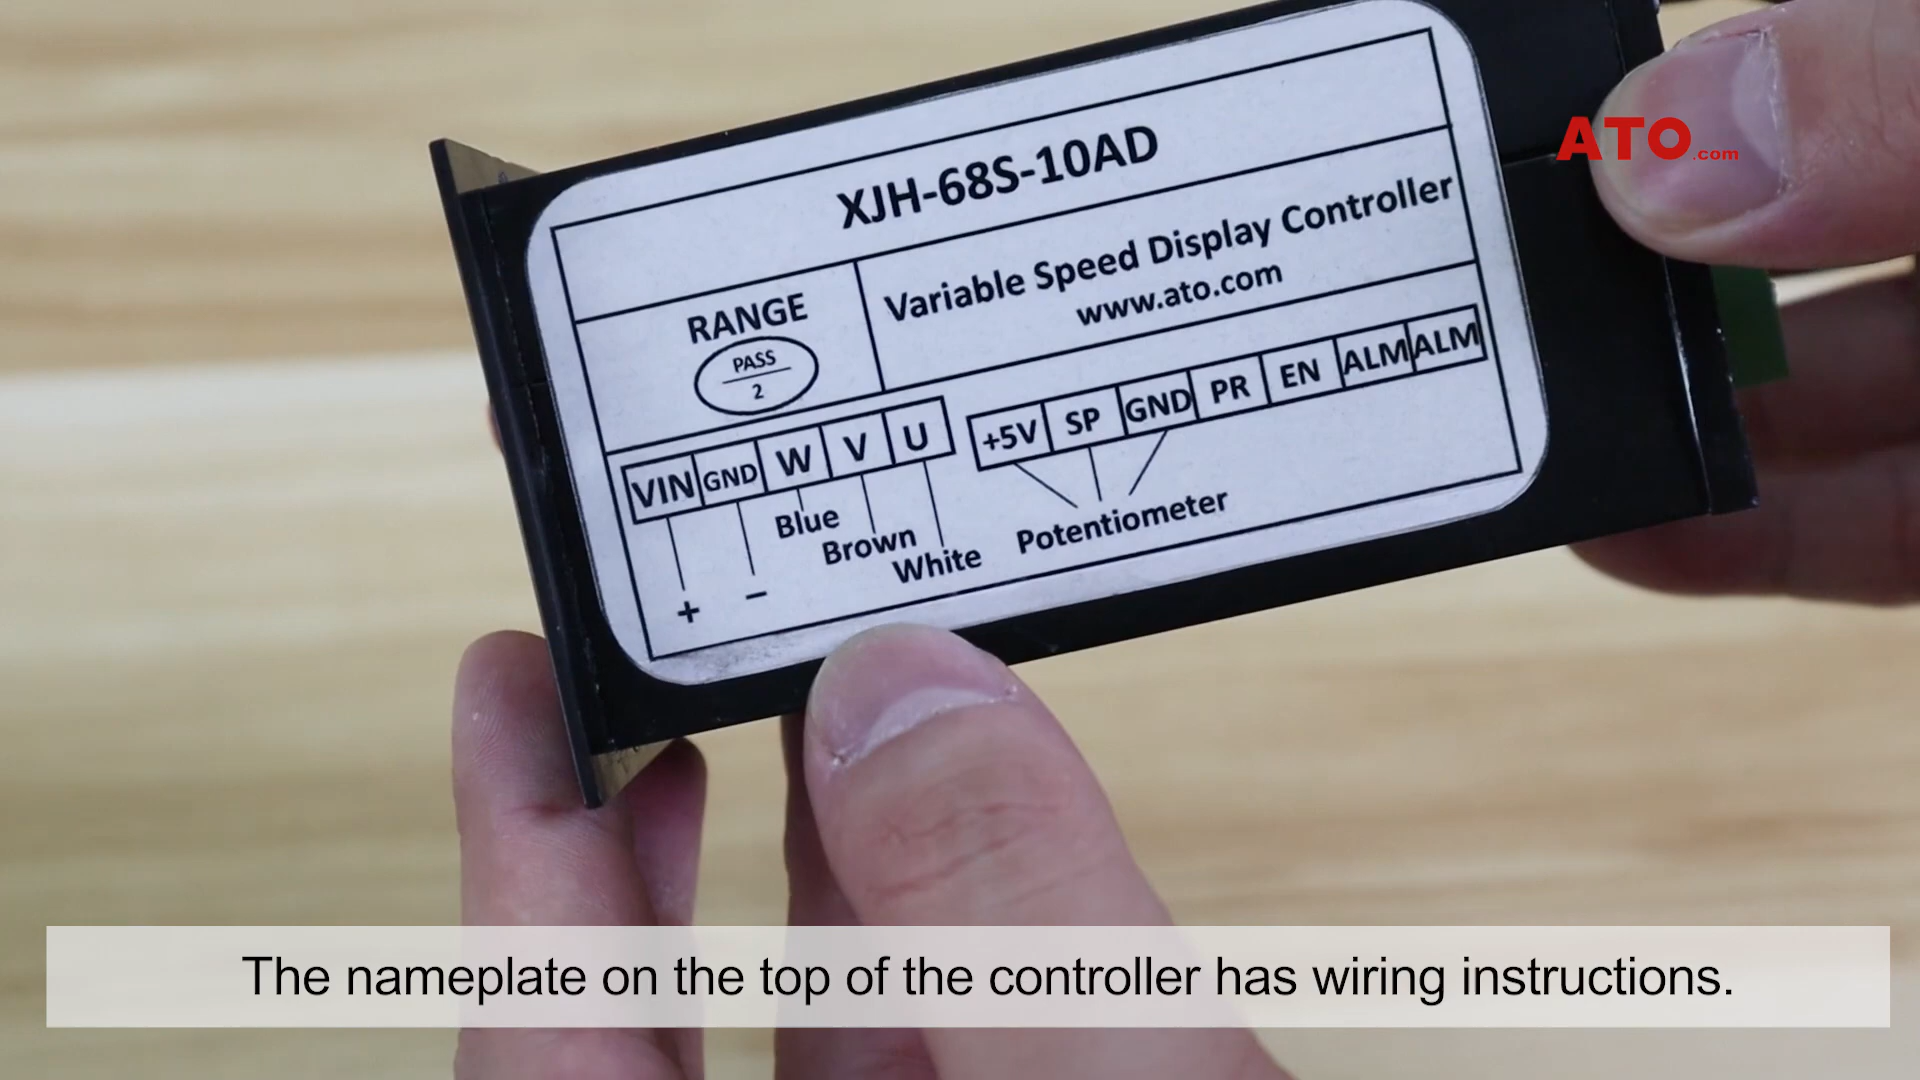 ATO.com
XJH-68S-10AD
RANGE
PASS
2
Variable Speed Display Controller
www.ato.com
VIN GND W V U
+5V SP GND PR EN ALM ALM
Blue
Brown
White
Potentiometer
+ −
The nameplate on the top of the controller has wiring instructions.